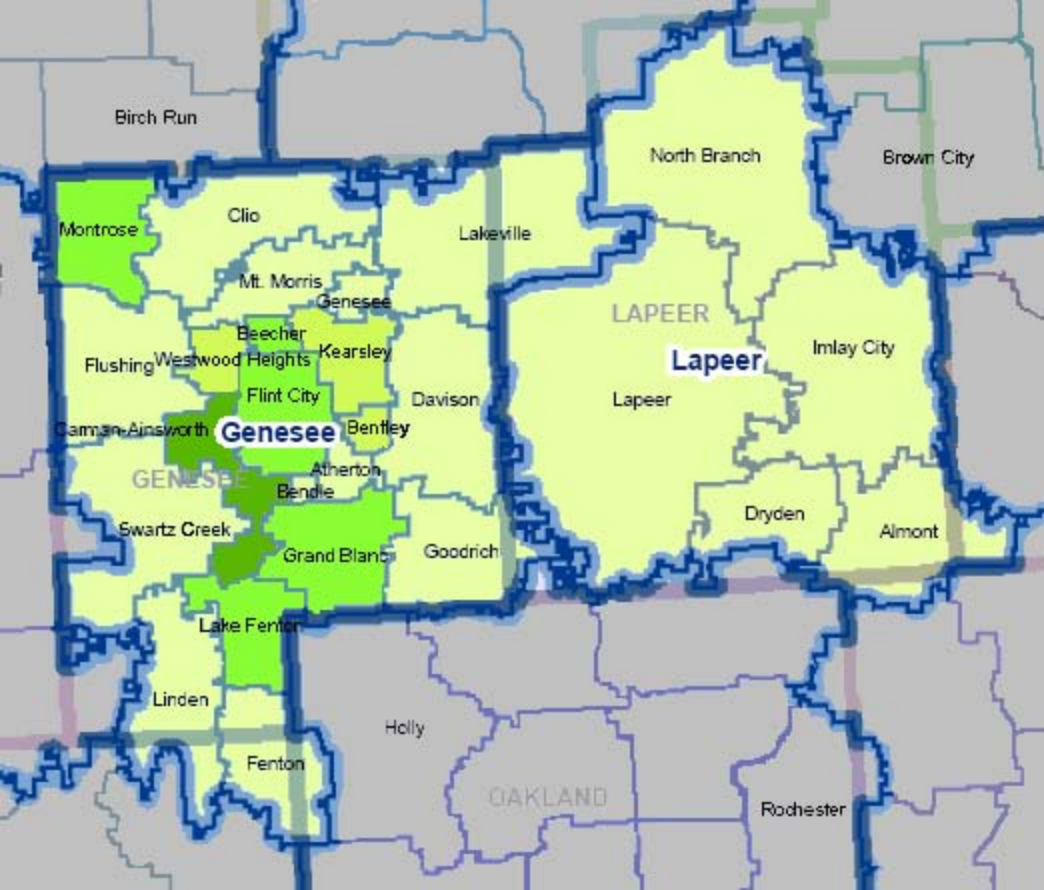 Birch Run
North Branch
Brown City
Montrose
Clio
Lakeville
Mt. Morris
Genesee
LAPEER
Beecher
Imlay City
Kearsley
Westwood Heights
Lapeer
Flushing
Flint City
Davison
Lapeer
Carman-Ainsworth
Genesee
Bentley
Atherton
GENESEE
Bendle
Dryden
Swartz Creek
Almont
Grand Blanc
Goodrich
Lake Fenton
Linden
Holly
Fenton
OAKLAND
Rochester